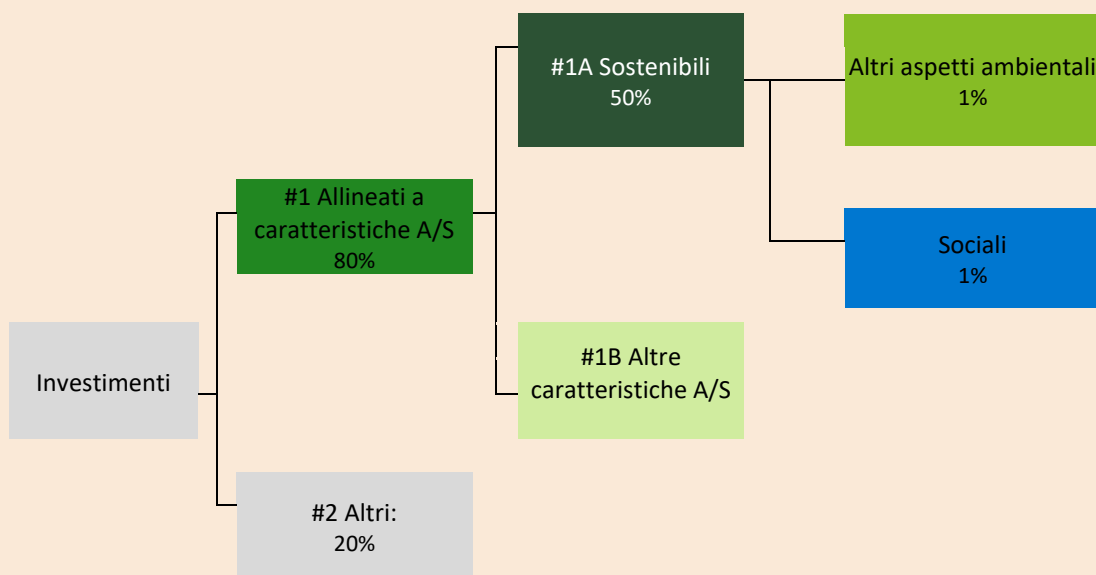 #1A Sostenibili
50%
Altri aspetti ambientali
1%
#1 Allineati a
caratteristiche A/S
80%
Sociali
1%
Investimenti
#1B Altre
caratteristiche A/S
#2 Altri:
20%